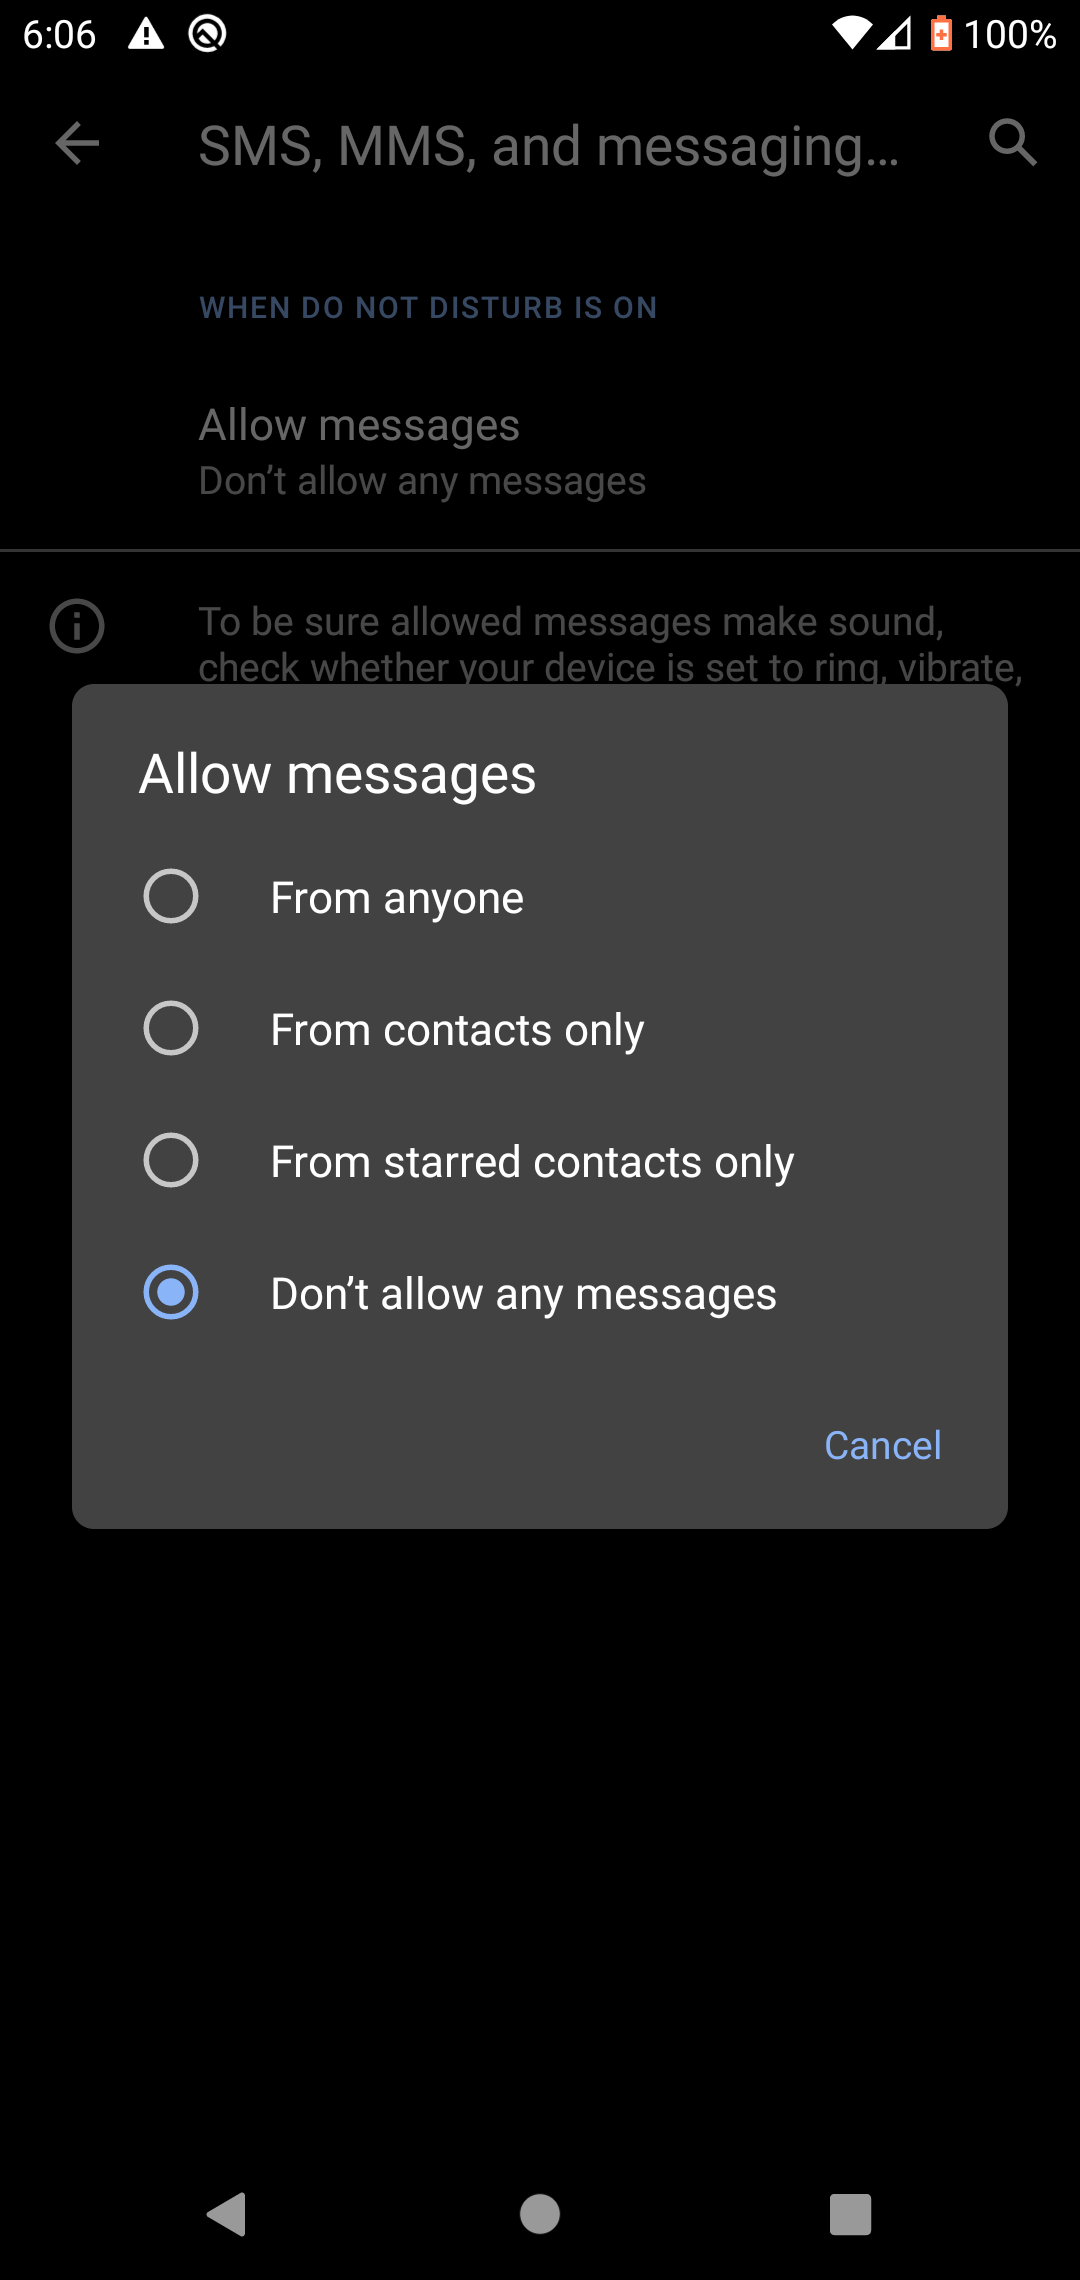 6:06
100%
SMS, MMS, and messaging…
WHEN DO NOT DISTURB IS ON
Allow messages
Don’t allow any messages
To be sure allowed messages make sound,
check whether your device is set to ring, vibrate,
Allow messages
From anyone
From contacts only
From starred contacts only
Don’t allow any messages
Cancel